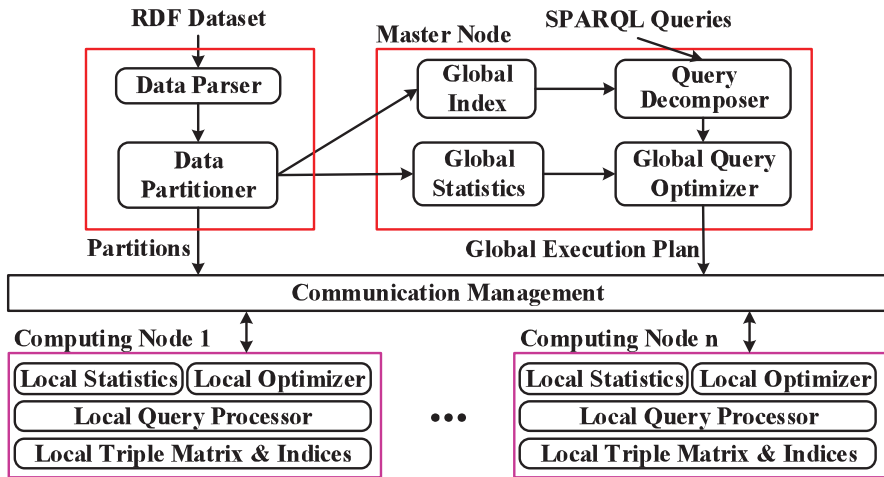 RDF Dataset
SPARQL Queries
Master Node
Data Parser
Global
Index
Query
Decomposer
Data
Partitioner
Global
Statistics
Global Query
Optimizer
Partitions
Global Execution Plan
Communication Management
Computing Node 1
Computing Node n
Local Statistics
Local Optimizer
Local Query Processor
Local Triple Matrix & Indices
...
Local Statistics
Local Optimizer
Local Query Processor
Local Triple Matrix & Indices